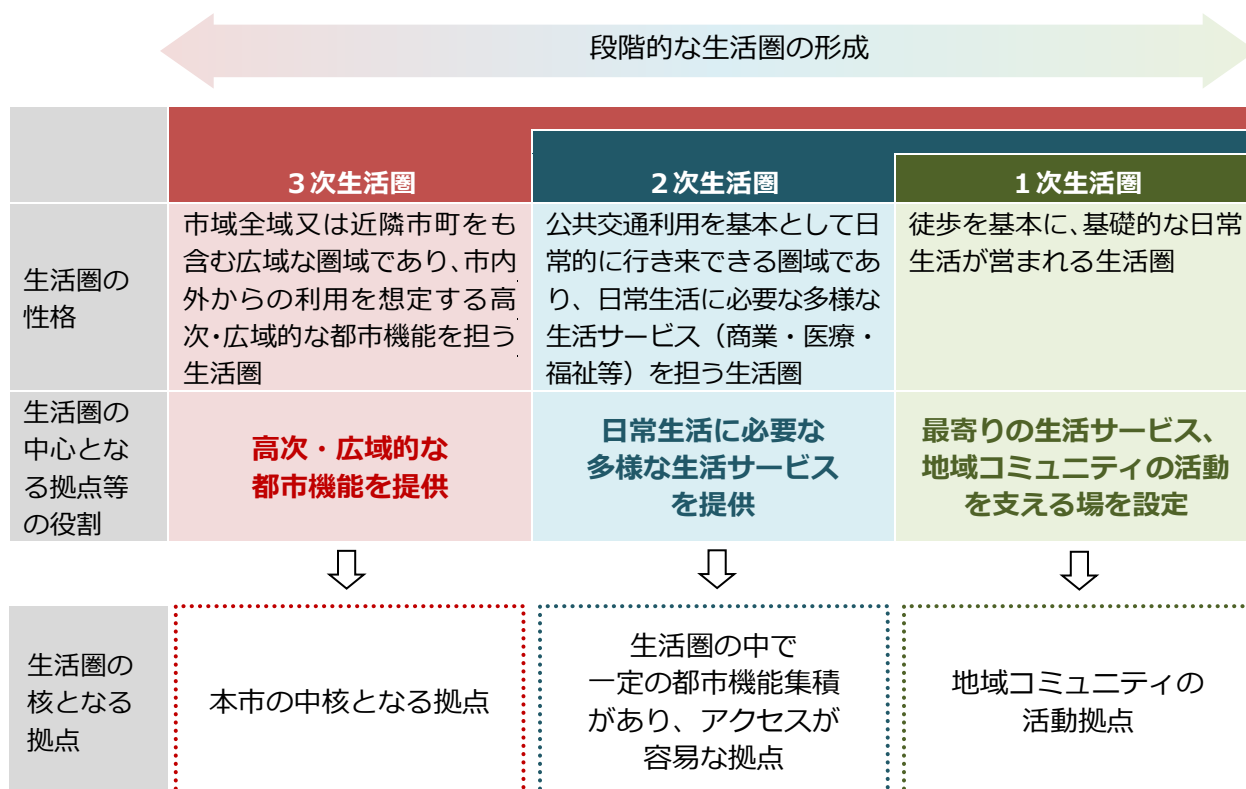 段階的な生活圏の形成
３次生活圏
２次生活圏
１次生活圏
生活圏の
性格
市域全域又は近隣市町をも
含む広域な圏域であり、市内
外からの利用を想定する高
次・広域的な都市機能を担う
生活圏
公共交通利用を基本として日
常的に行き来できる圏域であ
り、日常生活に必要な多様な
生活サービス（商業・医療・
福祉等）を担う生活圏
徒歩を基本に、基礎的な日常
生活が営まれる生活圏
生活圏の
中心とな
る拠点等
の役割
高次・広域的な
都市機能を提供
日常生活に必要な
多様な生活サービス
を提供
最寄りの生活サービス、
地域コミュニティの活動
を支える場を設定
生活圏の
核となる
拠点
本市の中核となる拠点
生活圏の中で
一定の都市機能集積
があり、アクセスが
容易な拠点
地域コミュニティの
活動拠点